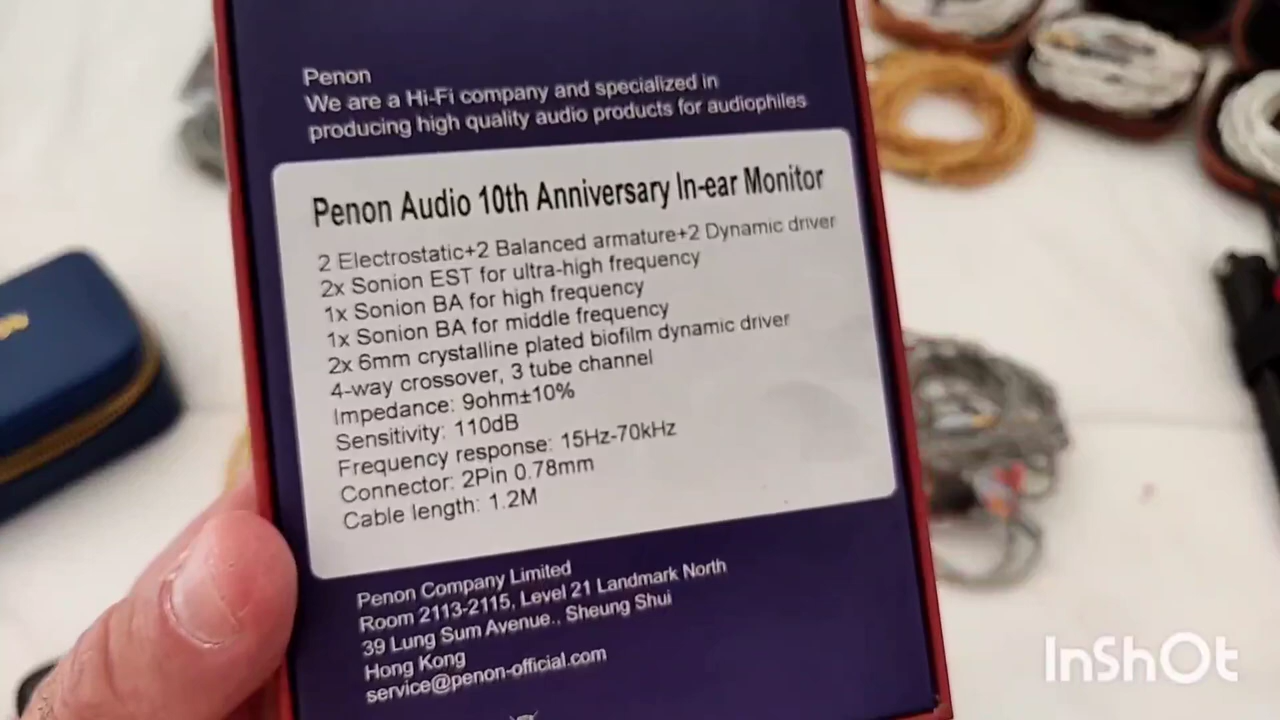 Penon
We are a Hi-Fi company and specialized in
producing high quality audio products for audiophiles
Penon Audio 10th Anniversary In-ear Monitor
2 Electrostatic+2 Balanced armature+2 Dynamic driver
2x Sonion EST for ultra-high frequency
1x Sonion BA for high frequency
1x Sonion BA for middle frequency
2x 6mm crystalline plated biofilm dynamic driver
4-way crossover, 3 tube channel
Impedance: 9ohm±10%
Sensitivity: 110dB
Frequency response: 15Hz-70kHz
Connector: 2Pin 0.78mm
Cable length: 1.2M
Penon Company Limited
Room 2113-2115, Level 21 Landmark North
39 Lung Sum Avenue., Sheung Shui
Hong Kong
service@penon-official.com
InShOt